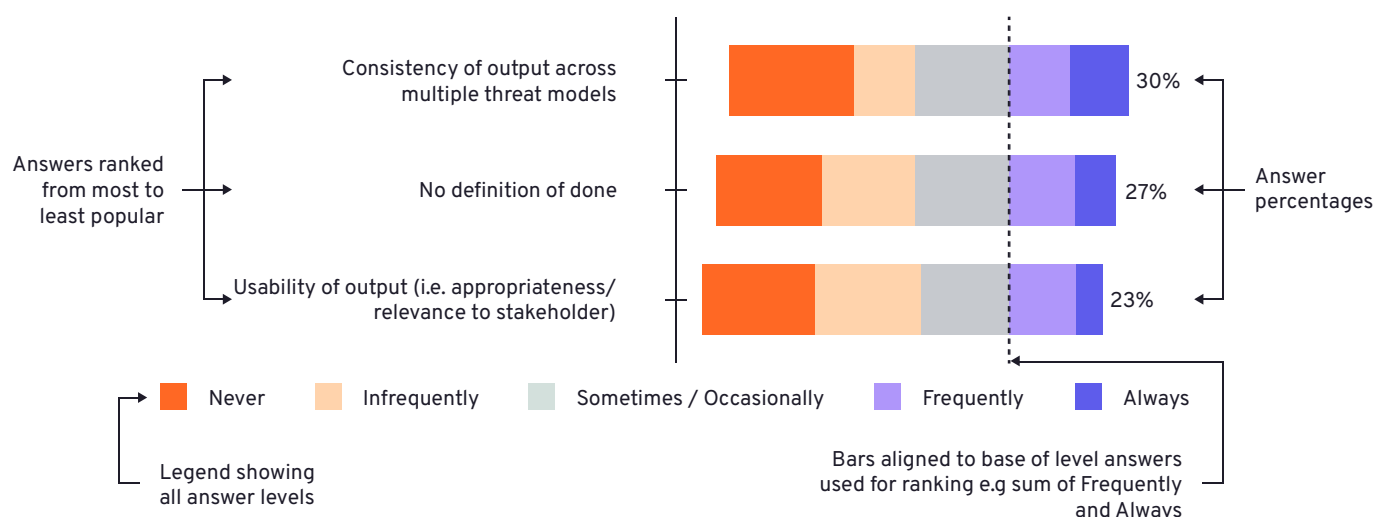 Consistency of output across
multiple threat models
30%
Answers ranked
from most to
least popular
No definition of done
27%
Answer
percentages
Usability of output (i.e. appropriateness/
relevance to stakeholder)
23%
Never
Infrequently
Sometimes / Occasionally
Frequently
Always
Legend showing
all answer levels
Bars aligned to base of level answers
used for ranking e.g sum of Frequently
and Always